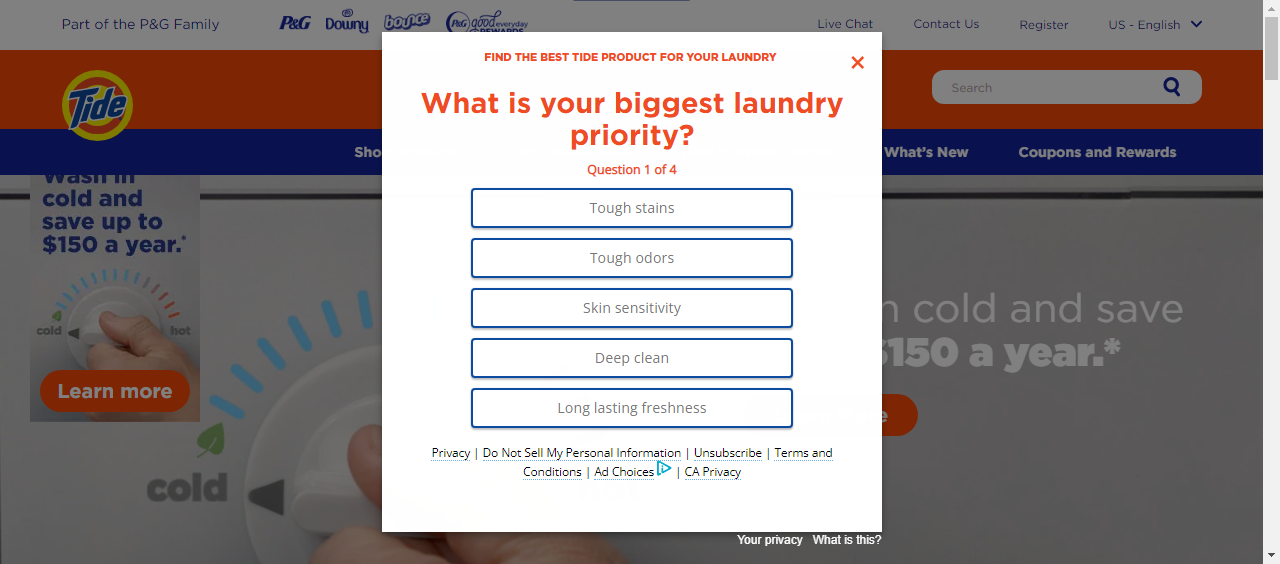 Part of the P&G Family
P&G
Downy
bounce
P&G good everyday
REWARDS
Live Chat
Contact Us
Register
US - English
FIND THE BEST TIDE PRODUCT FOR YOUR LAUNDRY
Tide
Search
What is your biggest laundry
priority?
What's New
Coupons and Rewards
Question 1 of 4
Wash in
cold and
save up to
$150 a year.*
cold
hot
Learn more
Tough stains
Tough odors
Skin sensitivity
Deep clean
Long lasting freshness
cold and save
$150 a year.*
cold
Privacy | Do Not Sell My Personal Information | Unsubscribe | Terms and
Conditions | Ad Choices | CA Privacy
Your privacy What is this?